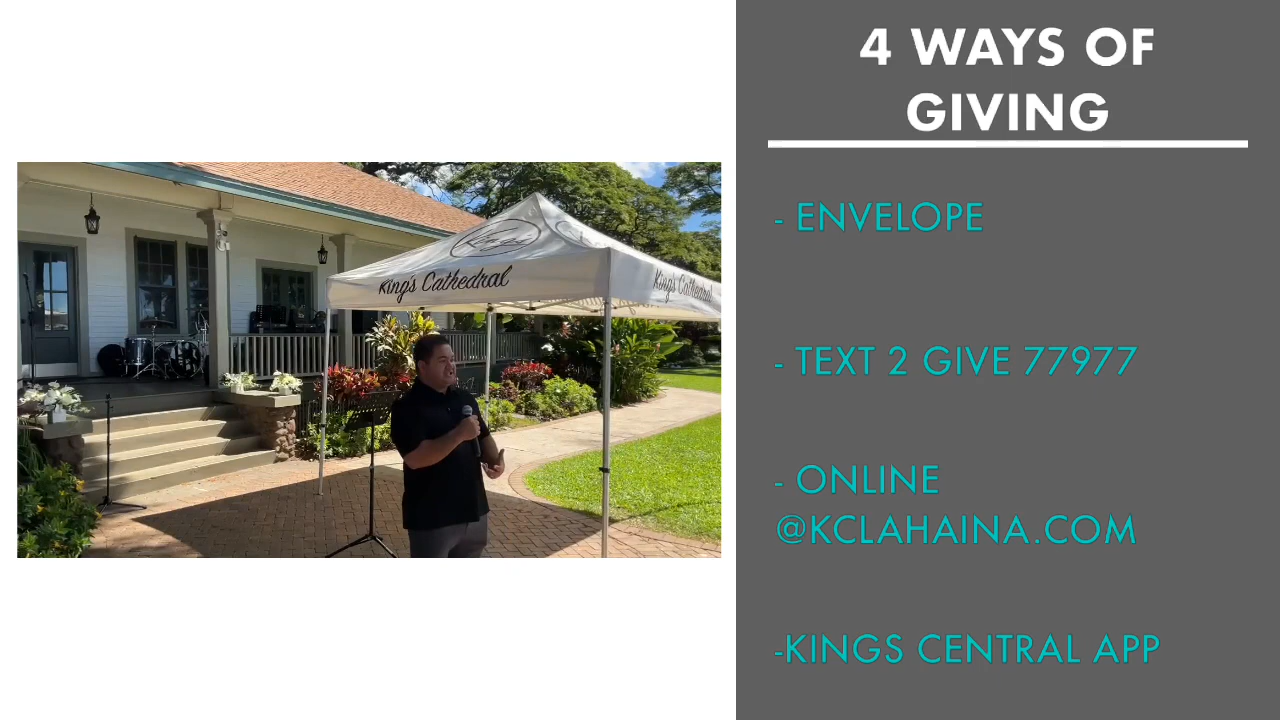 4 WAYS OF
GIVING
- ENVELOPE
- TEXT 2 GIVE 77977
- ONLINE
@KCLAHAINA.COM
-KINGS CENTRAL APP
King's
King's Cathedral
King's Cathedral